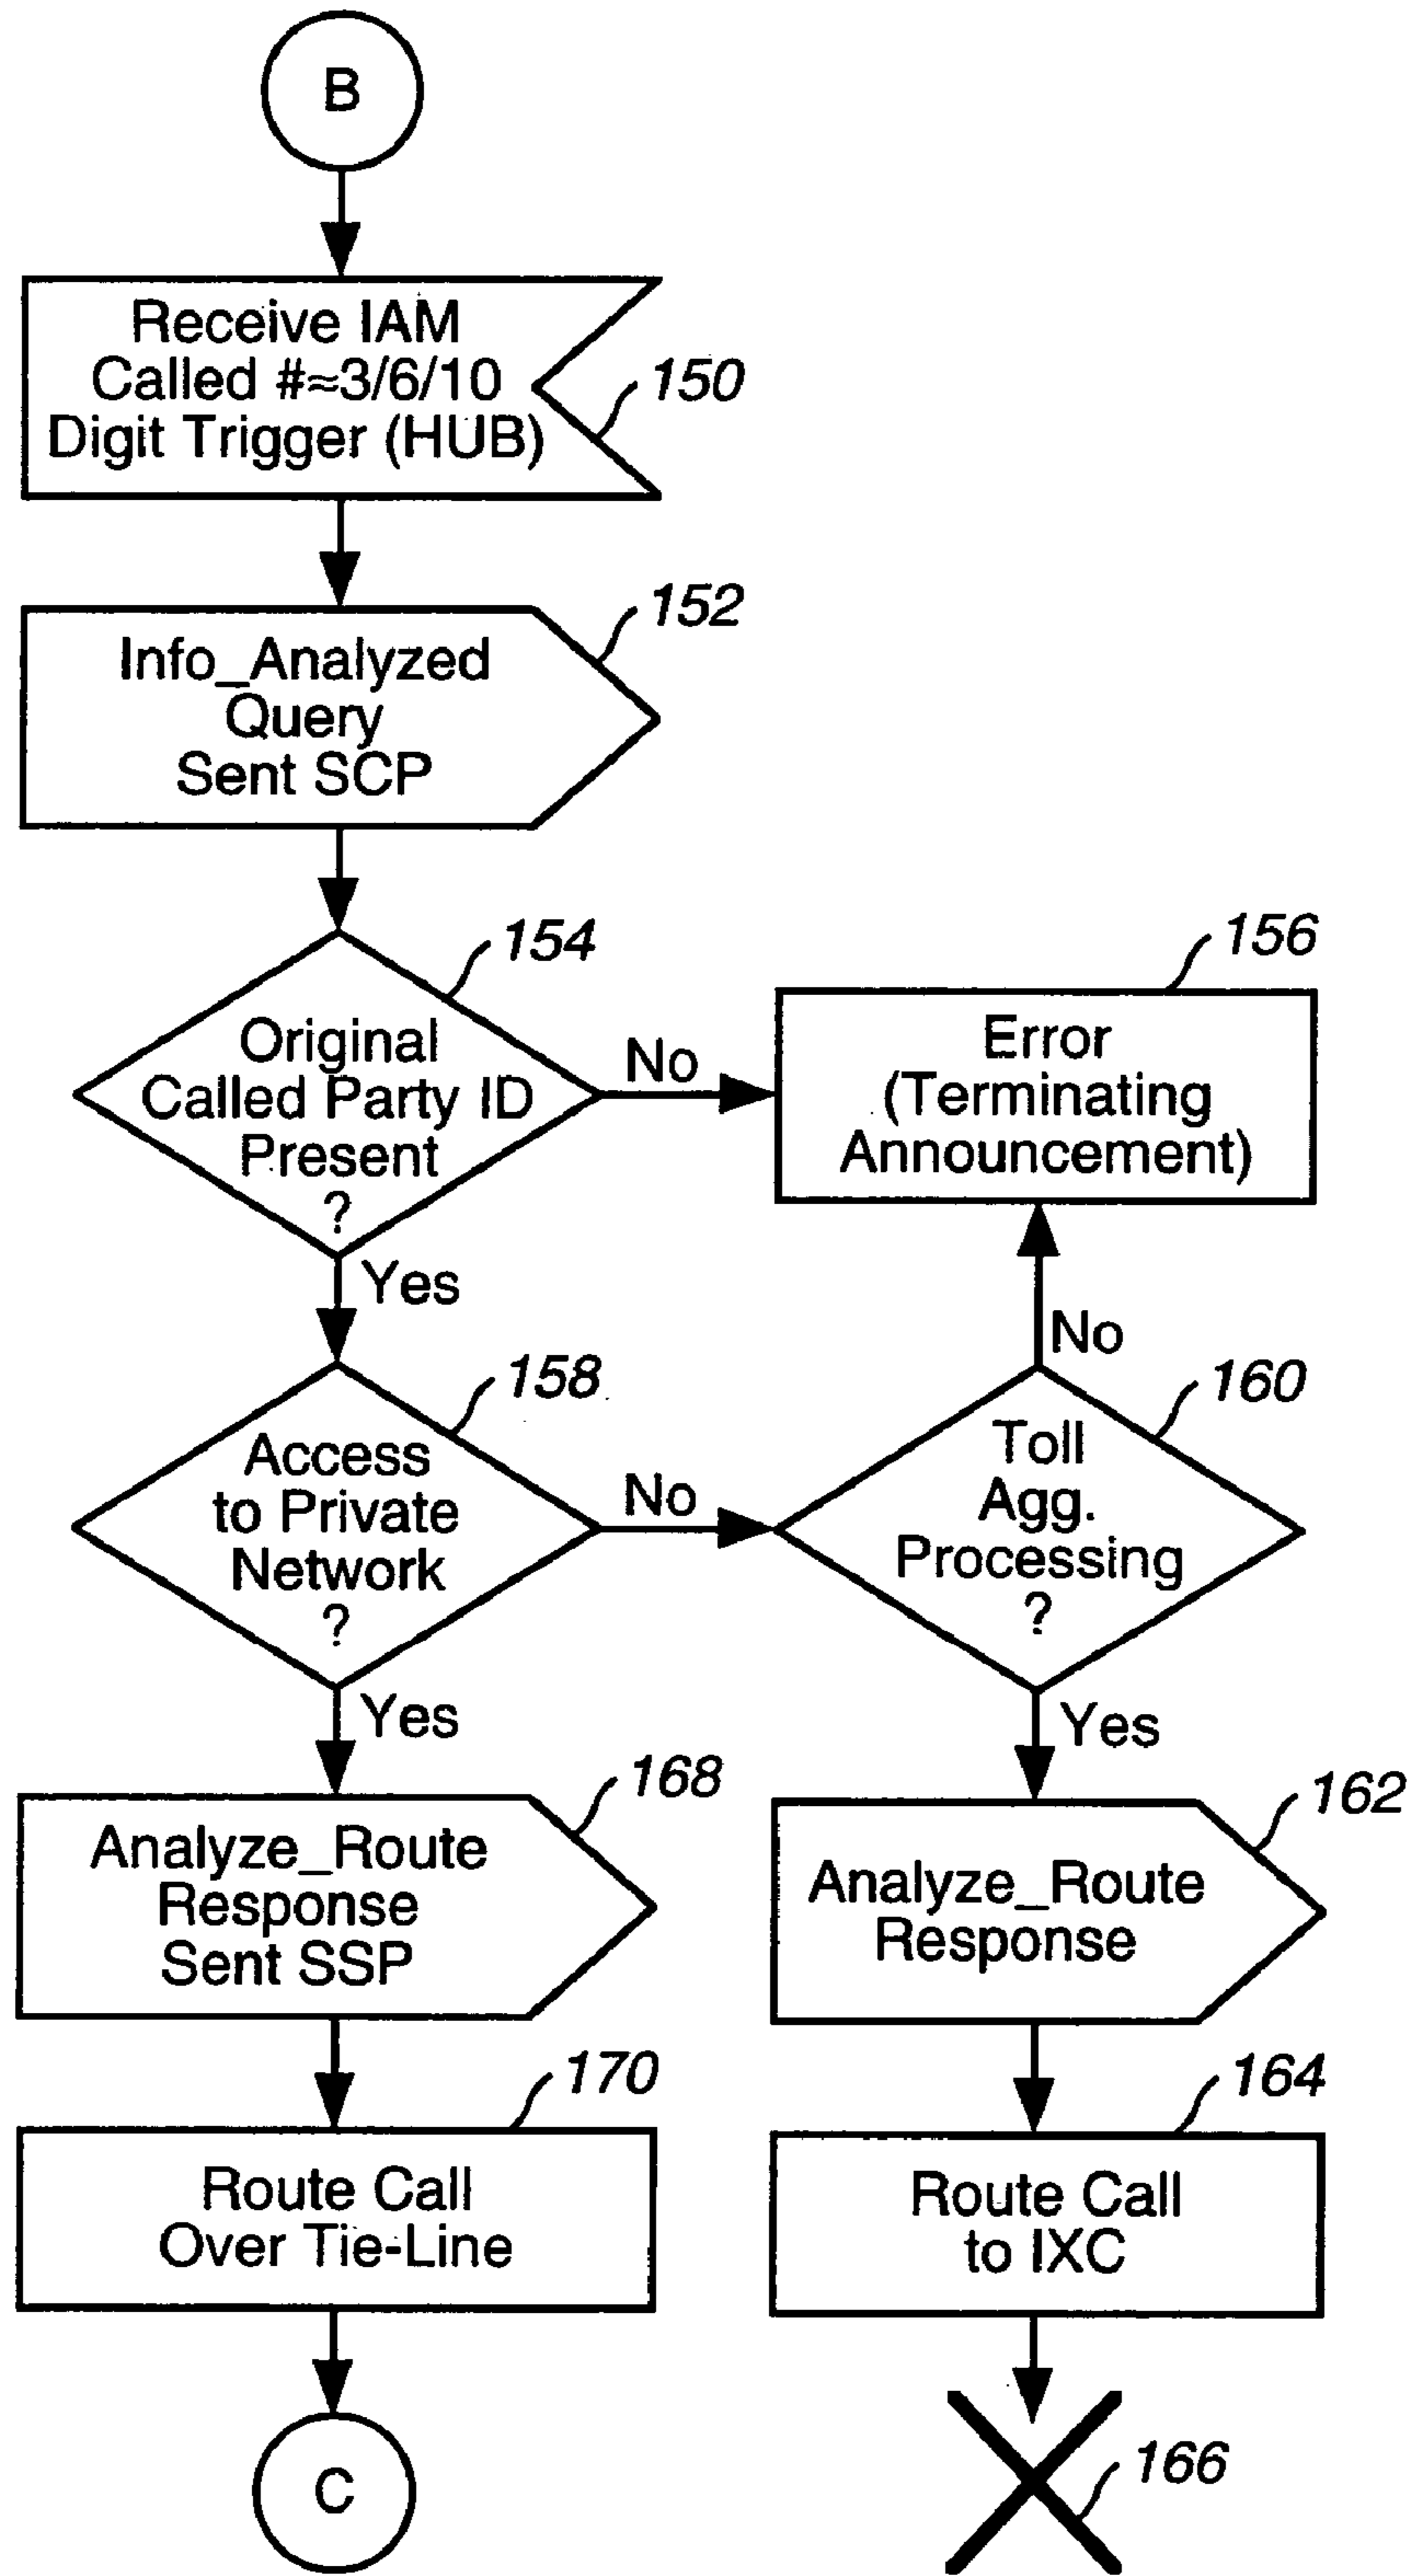 B
Receive IAM
Called #≈3/6/10
Digit Trigger (HUB)
150
Info_Analyzed
Query
Sent SCP
152
154
Original
Called Party ID
Present
?
No
156
Error
(Terminating
Announcement)
Yes
158
Access
to Private
Network
?
No
No
160
Toll
Agg.
Processing
?
Yes
Yes
168
Analyze_Route
Response
Sent SSP
162
Analyze_Route
Response
170
Route Call
Over Tie-Line
164
Route Call
to IXC
C
166